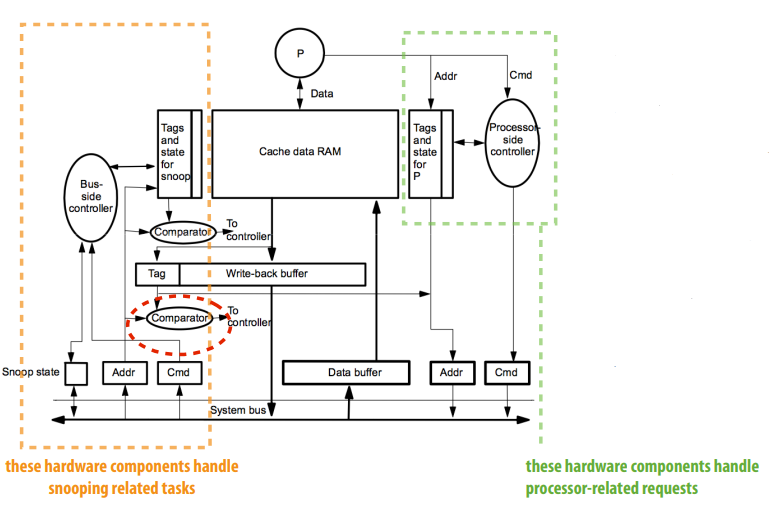 P
Addr
Cmd
Data
Tags
and
state
for
snoop
Cache data RAM
Tags
and
state
for
P
Processor-
side
controller
Bus-
side
controller
Comparator
To
controller
Tag
Write-back buffer
Comparator
To
controller
Snoop state
Addr
Cmd
Data buffer
Addr
Cmd
System bus
these hardware components handle
snooping related tasks
these hardware components handle
processor-related requests